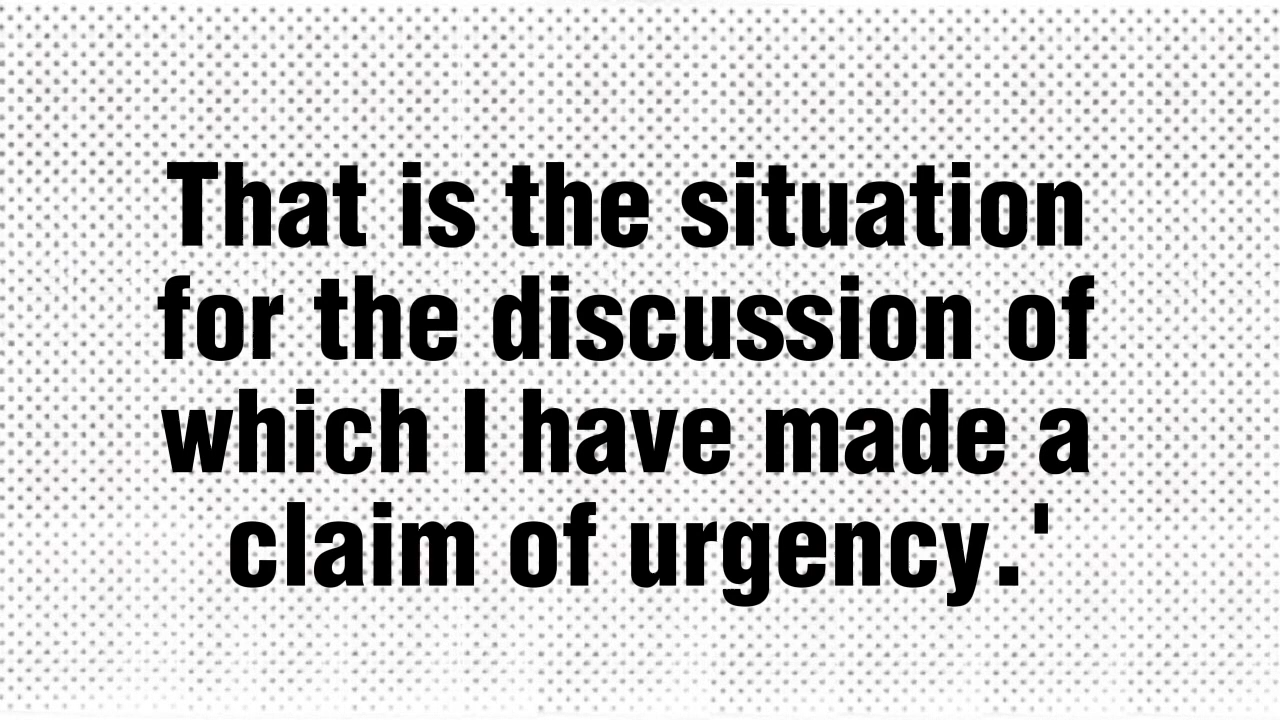 That is the situation
for the discussion of
which I have made a
claim of urgency.'